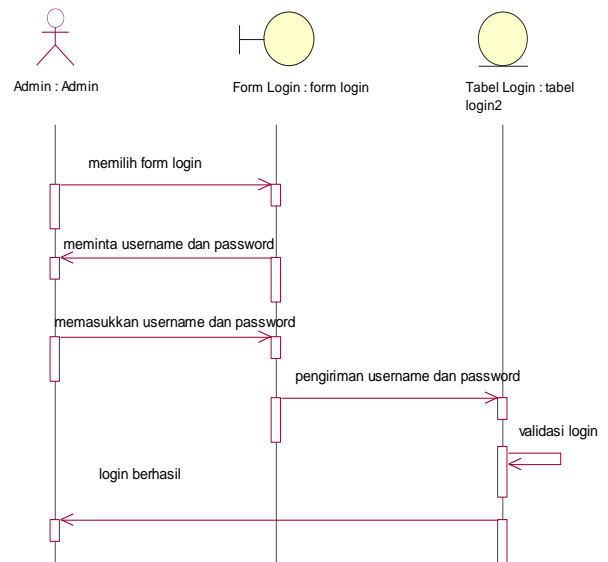 Admin : Admin
Form Login : form login
Tabel Login : tabel
login2
memilih form login
meminta username dan password
memasukkan username dan password
pengiriman username dan password
validasi login
login berhasil